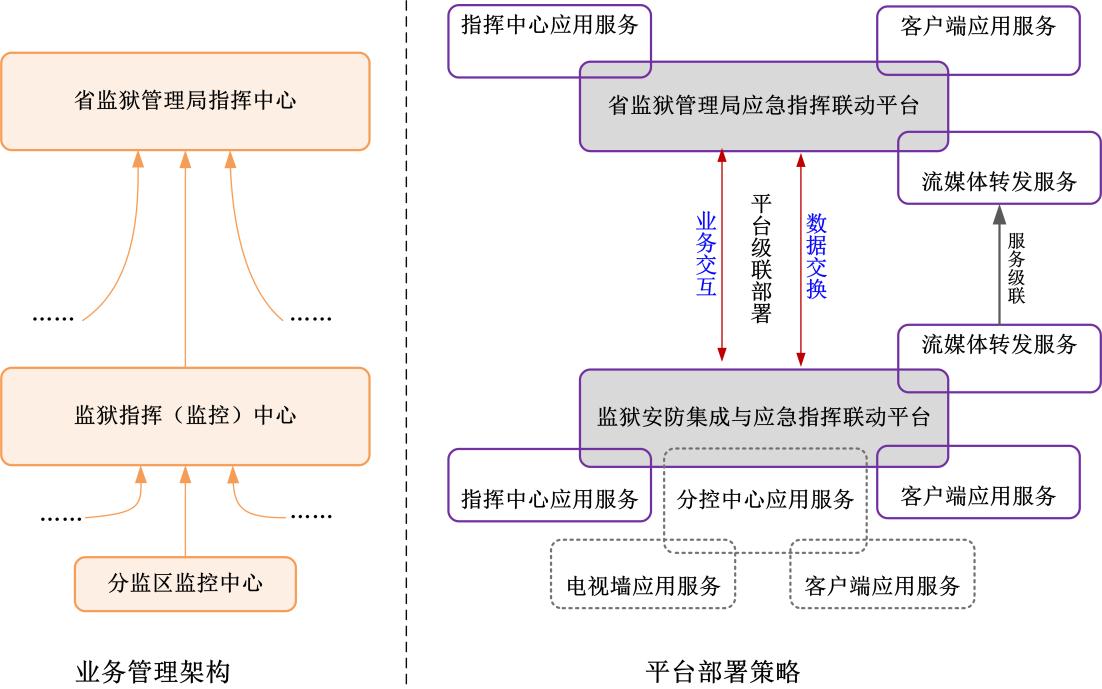 省监狱管理局指挥中心
……
……
监狱指挥（监控）中心
……
……
分监区监控中心
业务管理架构
指挥中心应用服务
客户端应用服务
省监狱管理局应急指挥联动平台
流媒体转发服务
业务交互
平台级联部署
数据交换
服务级联
流媒体转发服务
监狱安防集成与应急指挥联动平台
指挥中心应用服务
分控中心应用服务
客户端应用服务
电视墙应用服务
客户端应用服务
平台部署策略